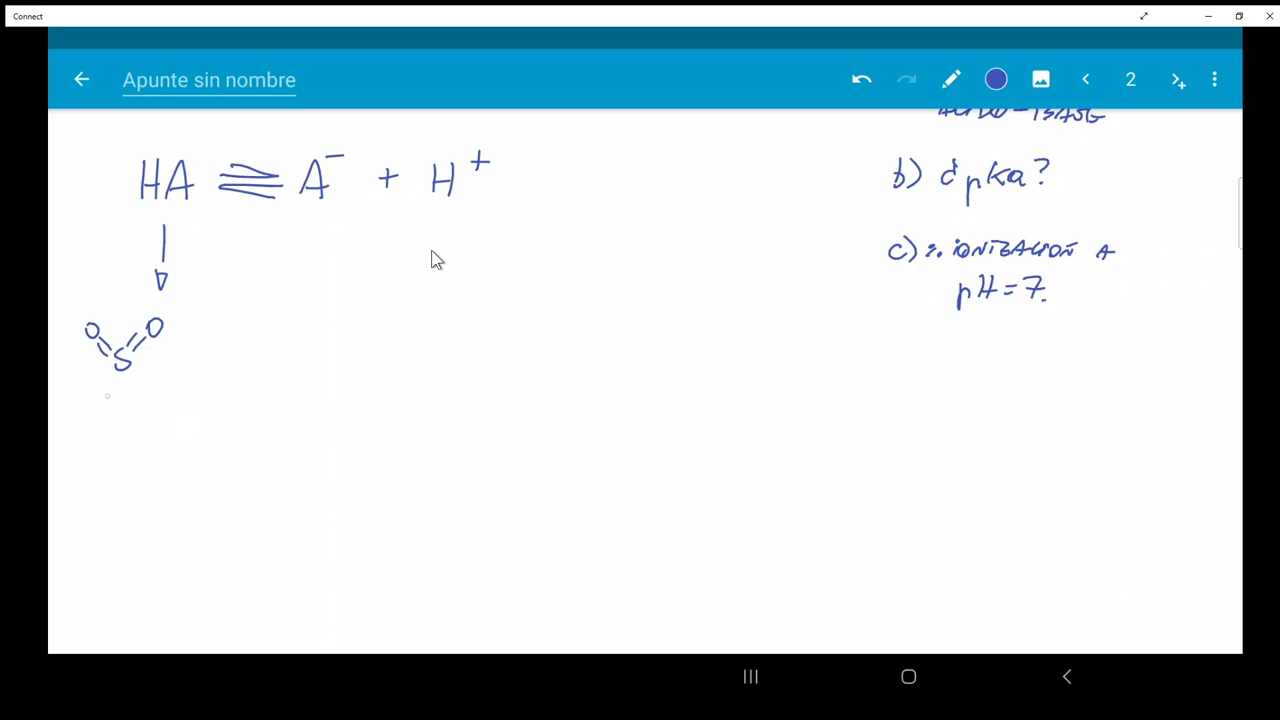 Connect
Apunte sin nombre
2
HA ⇌ A⁻ + H⁺
b) ¿pka?
c) % IONIZACIÓN A
pH = 7.
O O
S